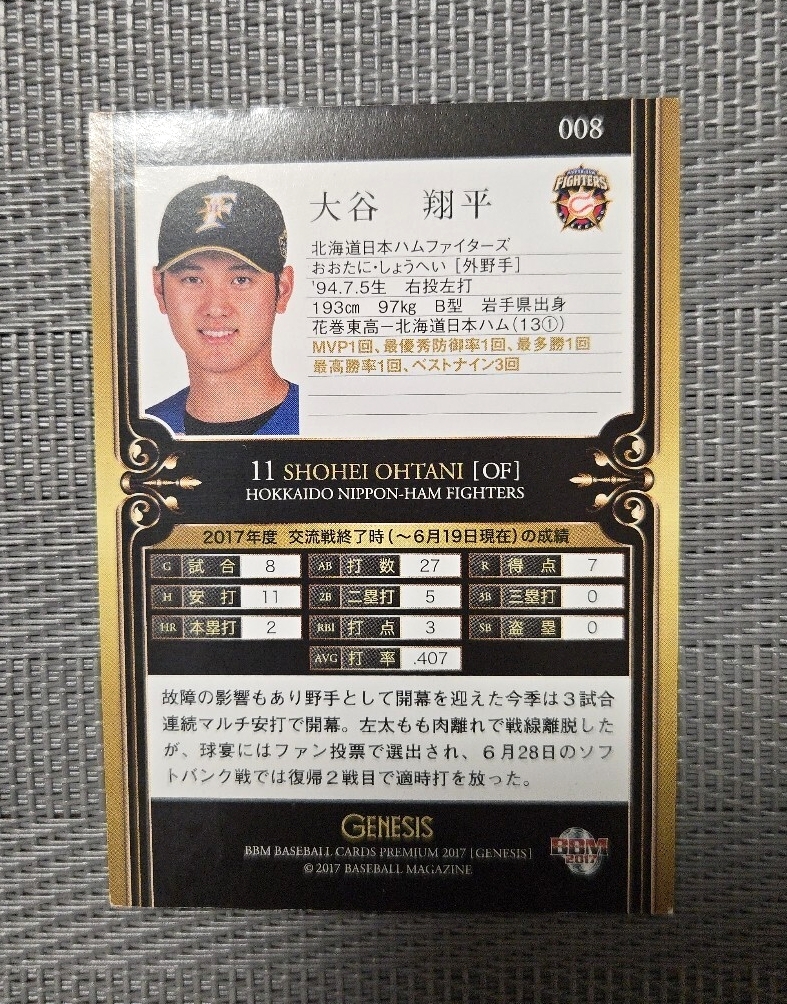 008
大谷 翔平
FIGHTERS
北海道日本ハムファイターズ
おおたに・しょうへい［外野手］
'94.7.5生 右投左打
193cm 97kg B型 岩手県出身
花巻東高－北海道日本ハム(13①)
MVP1回、最優秀防御率1回、最多勝1回
最高勝率1回、ベストナイン3回
11 SHOHEI OHTANI [OF]
HOKKAIDO NIPPON-HAM FIGHTERS
2017年度 交流戦終了時(～6月19日現在)の成績
G 試合 8 AB 打数 27 R 得点 7
H 安打 11 2B 二塁打 5 3B 三塁打 0
HR 本塁打 2 RBI 打点 3 SB 盗塁 0
AVG 打率 .407
故障の影響もあり野手として開幕を迎えた今季は３試合
連続マルチ安打で開幕。左太もも肉離れで戦線離脱した
が、球宴にはファン投票で選出され、６月28日のソフ
トバンク戦では復帰２戦目で適時打を放った。
GENESIS
BBM BASEBALL CARDS PREMIUM 2017 [GENESIS]
© 2017 BASEBALL MAGAZINE
BBM
2017